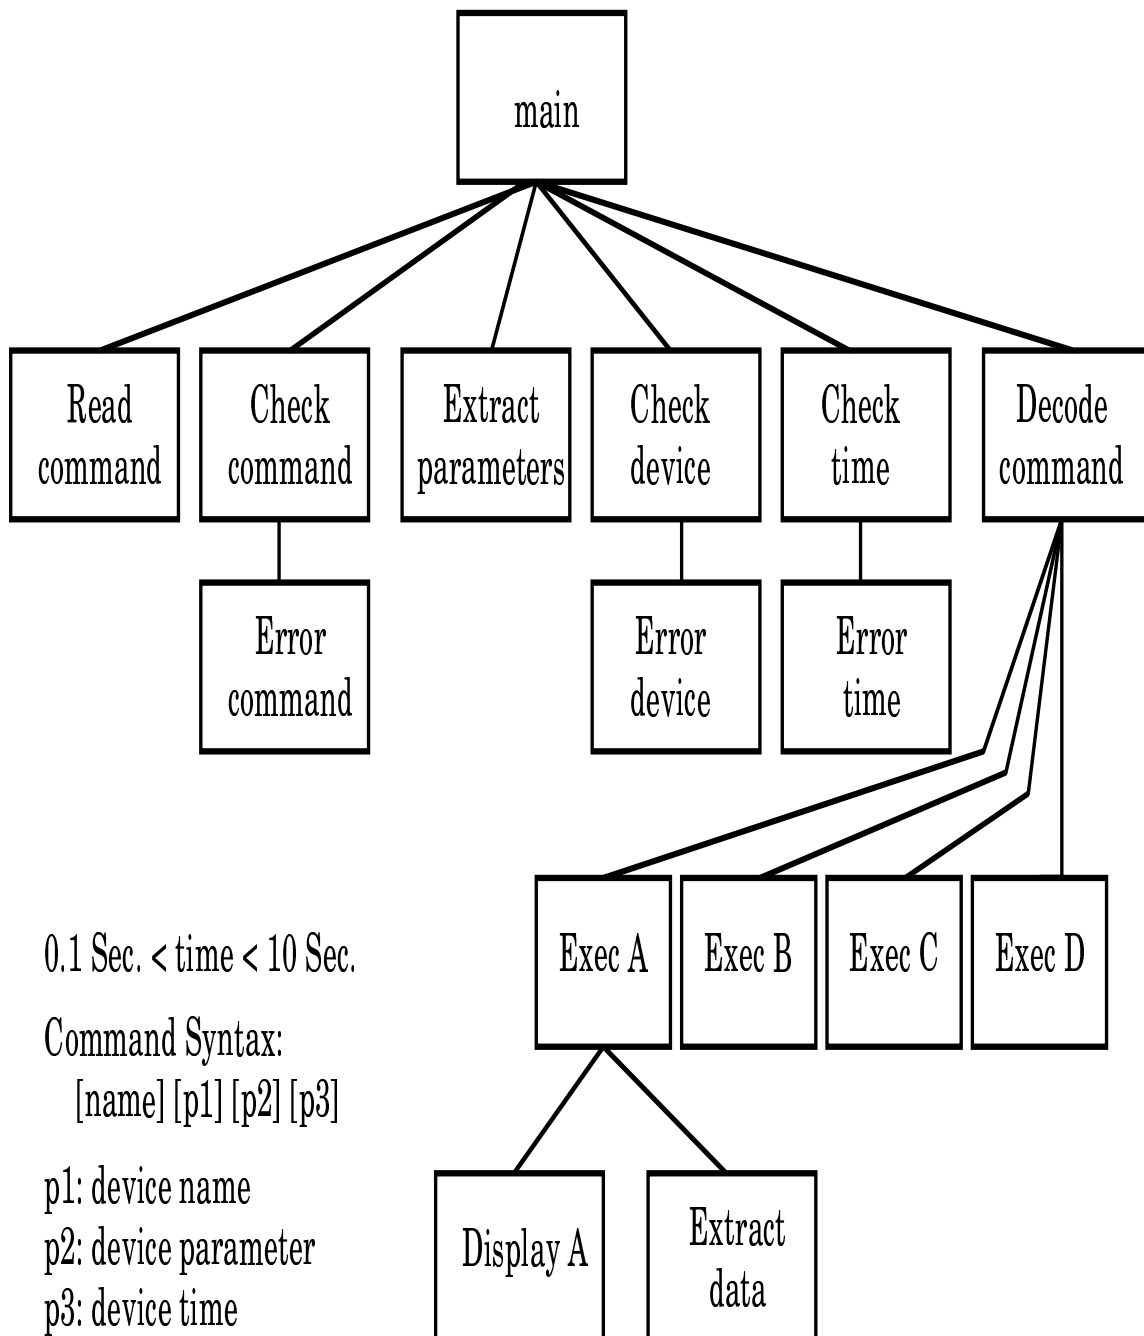 main
Read
command
Check
command
Extract
parameters
Check
device
Check
time
Decode
command
Error
command
Error
device
Error
time
Exec A
Exec B
Exec C
Exec D
0.1 Sec. < time < 10 Sec.
Command Syntax:
[name] [p1] [p2] [p3]
p1: device name
p2: device parameter
p3: device time
Display A
Extract
data